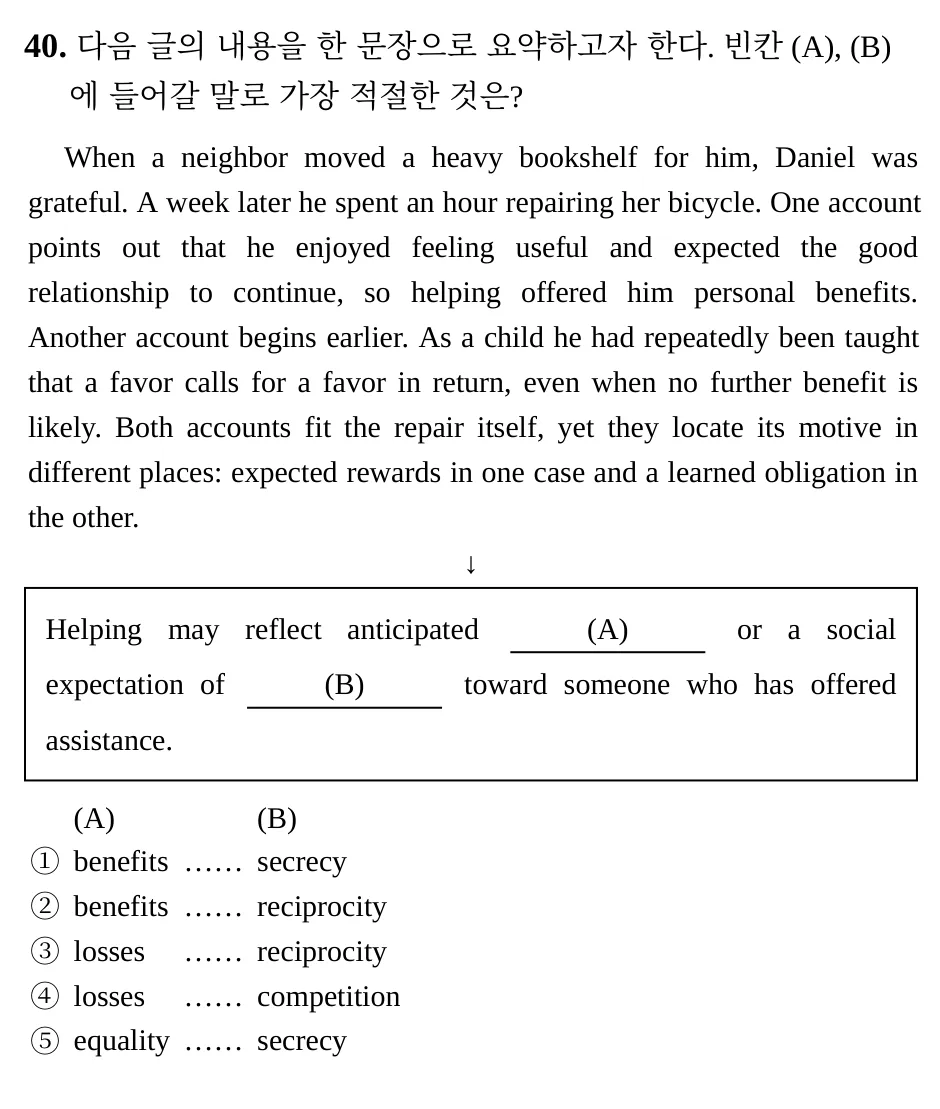 40. 다음 글의 내용을 한 문장으로 요약하고자 한다. 빈칸 (A), (B)
에 들어갈 말로 가장 적절한 것은?
When a neighbor moved a heavy bookshelf for him, Daniel was
grateful. A week later he spent an hour repairing her bicycle. One account
points out that he enjoyed feeling useful and expected the good
relationship to continue, so helping offered him personal benefits.
Another account begins earlier. As a child he had repeatedly been taught
that a favor calls for a favor in return, even when no further benefit is
likely. Both accounts fit the repair itself, yet they locate its motive in
different places: expected rewards in one case and a learned obligation in
the other.
↓
Helping may reflect anticipated (A) or a social
expectation of (B) toward someone who has offered
assistance.
(A) (B)
① benefits …… secrecy
② benefits …… reciprocity
③ losses …… reciprocity
④ losses …… competition
⑤ equality …… secrecy